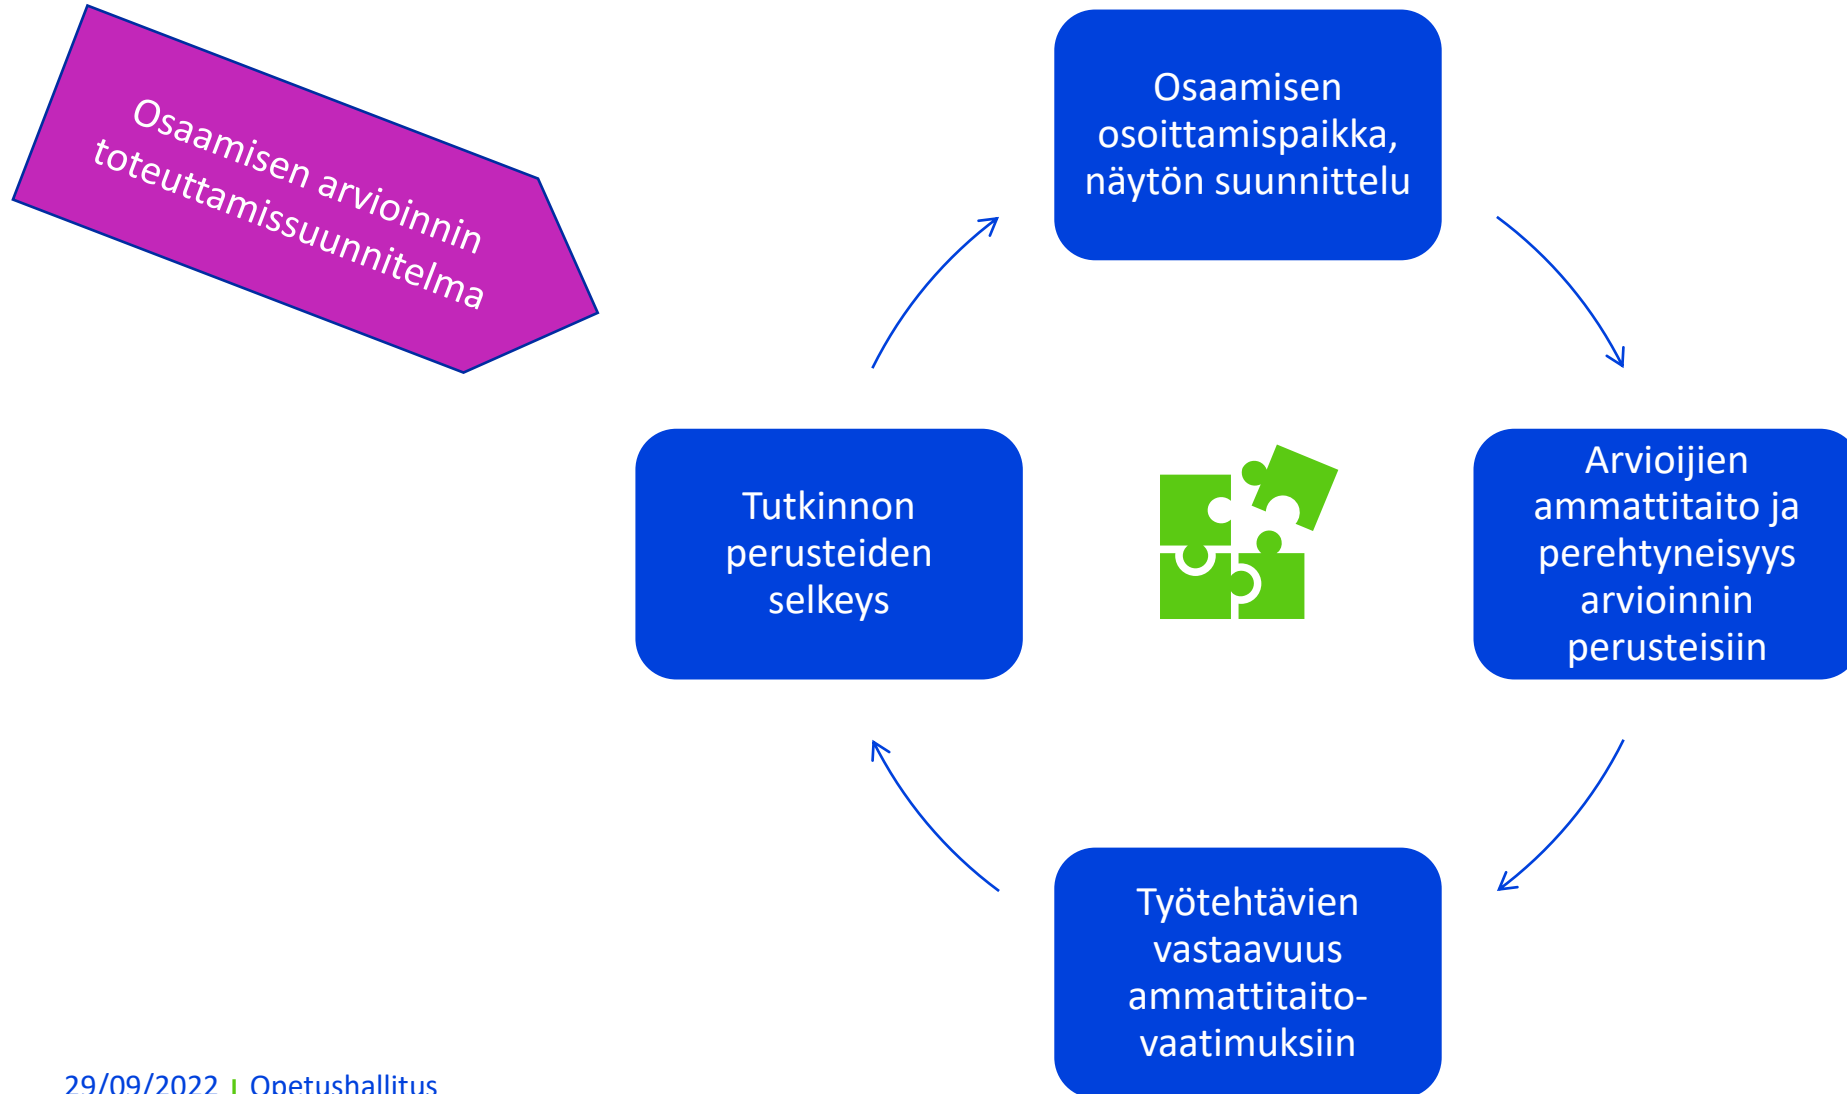 Osaamisen arvioinnin
toteuttamissuunnitelma
Osaamisen
osoittamispaikka,
näytön suunnittelu
Arvioijien
ammattitaito ja
perehtyneisyys
arvioinnin
perusteisiin
Työtehtävien
vastaavuus
ammattitaito-
vaatimuksiin
Tutkinnon
perusteiden
selkeys
29/09/2022 | Opetushallitus